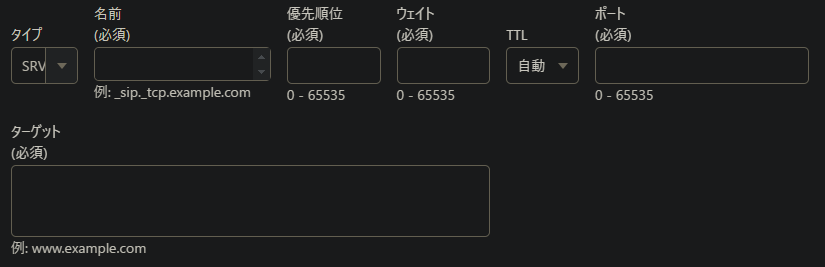 タイプ
SRV
名前
(必須)
例: _sip._tcp.example.com
優先順位
(必須)
0 - 65535
ウェイト
(必須)
0 - 65535
TTL
自動
ポート
(必須)
0 - 65535
ターゲット
(必須)
例: www.example.com